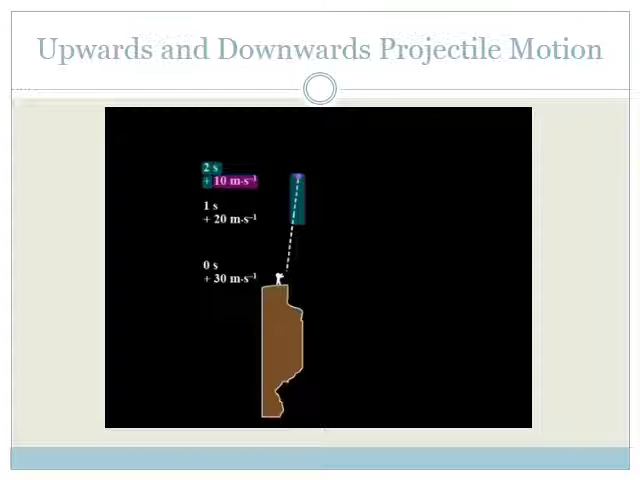 Upwards and Downwards Projectile Motion
2 s
+ 10 m·s⁻¹
1 s
+ 20 m·s⁻¹
0 s
+ 30 m·s⁻¹